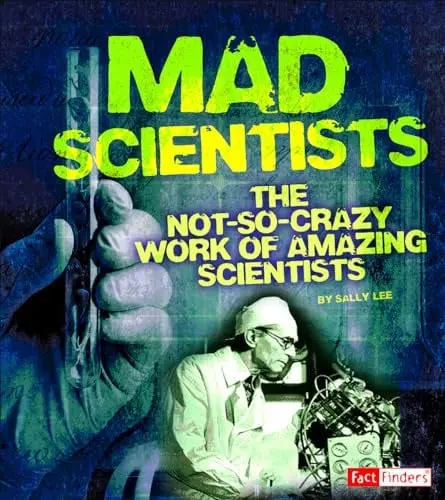 MAD
SCIENTISTS
THE
NOT-SO-CRAZY
WORK OF AMAZING
SCIENTISTS
BY SALLY LEE
Fact Finders®